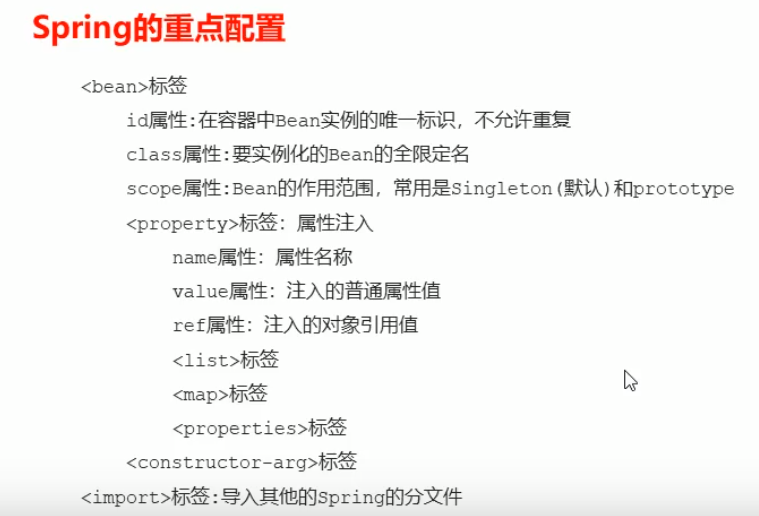 Spring的重点配置
<bean>标签
id属性:在容器中Bean实例的唯一标识，不允许重复
class属性:要实例化的Bean的全限定名
scope属性:Bean的作用范围，常用是Singleton(默认)和prototype
<property>标签：属性注入
name属性：属性名称
value属性：注入的普通属性值
ref属性：注入的对象引用值
<list>标签
<map>标签
<properties>标签
<constructor-arg>标签
<import>标签:导入其他的Spring的分文件